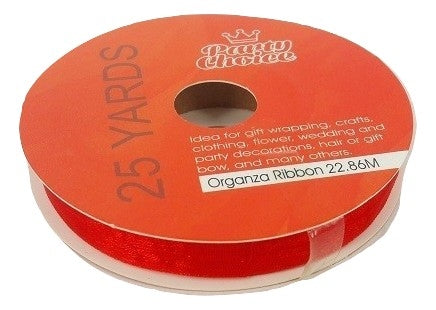 Party
Choice
25 YARDS
Idea for gift wrapping, crafts,
clothing, flower, wedding and
party decorations, hair or gift
bow, and many others.
Organza Ribbon 22.86M